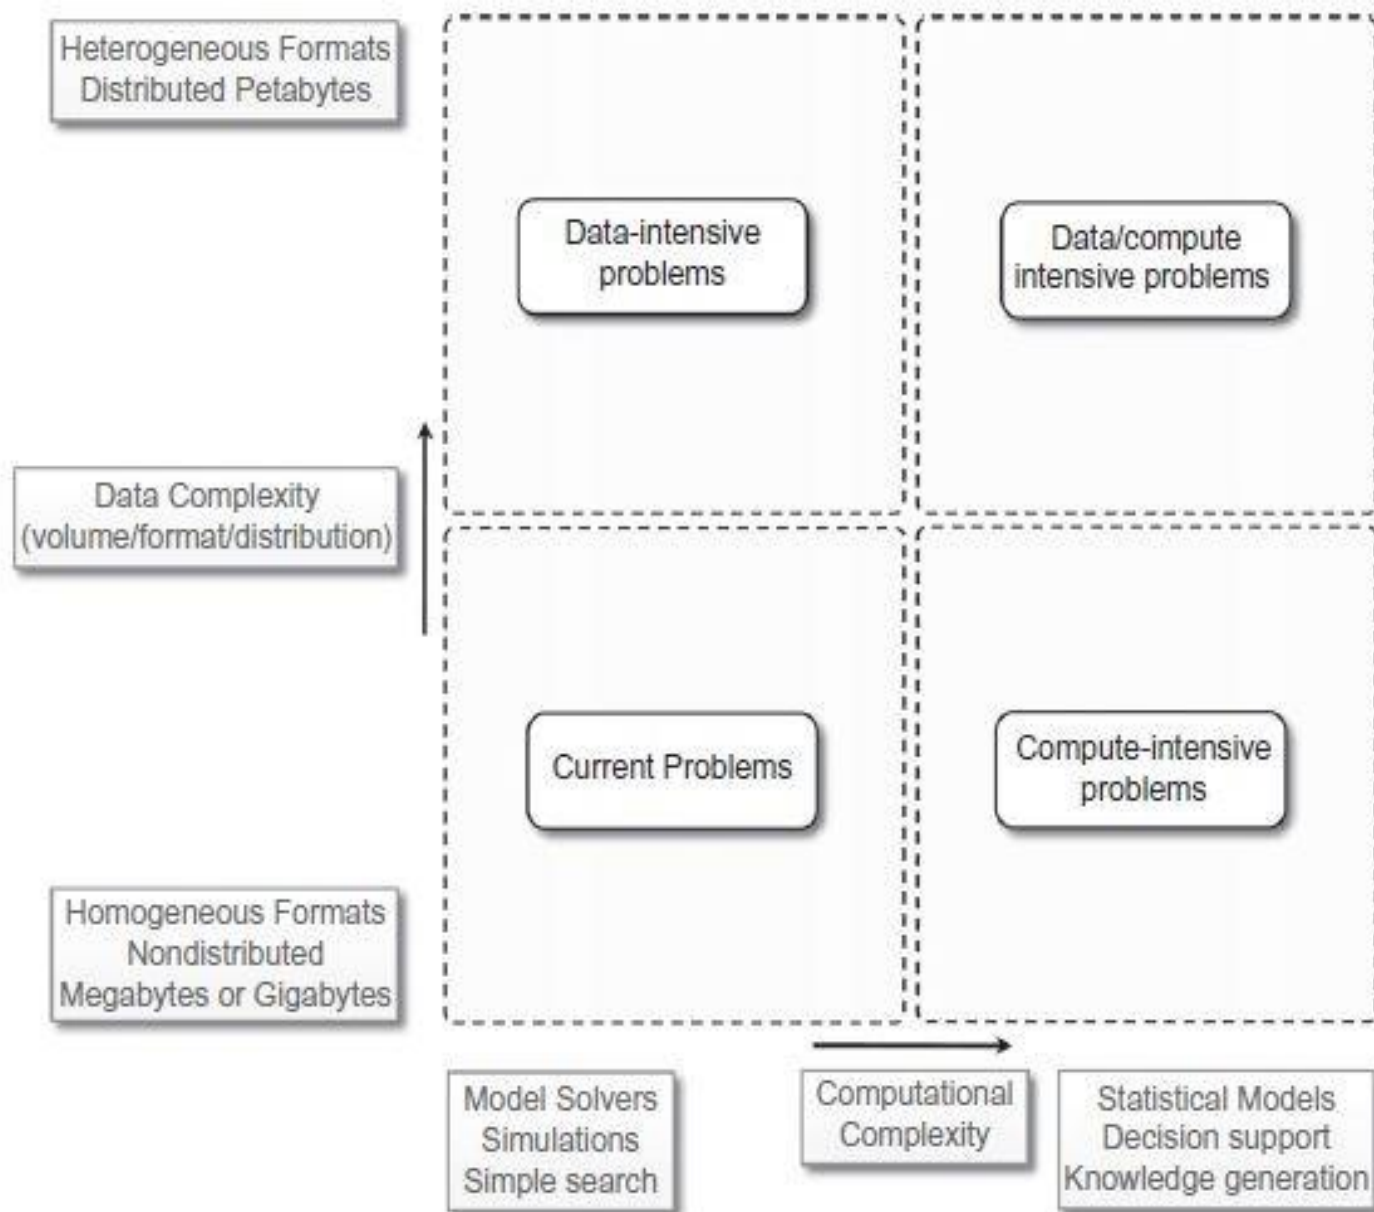 Heterogeneous Formats
Distributed Petabytes
Data-intensive
problems
Data/compute
intensive problems
Data Complexity
(volume/format/distribution)
Current Problems
Compute-intensive
problems
Homogeneous Formats
Nondistributed
Megabytes or Gigabytes
Model Solvers
Simulations
Simple search
Computational
Complexity
Statistical Models
Decision support
Knowledge generation